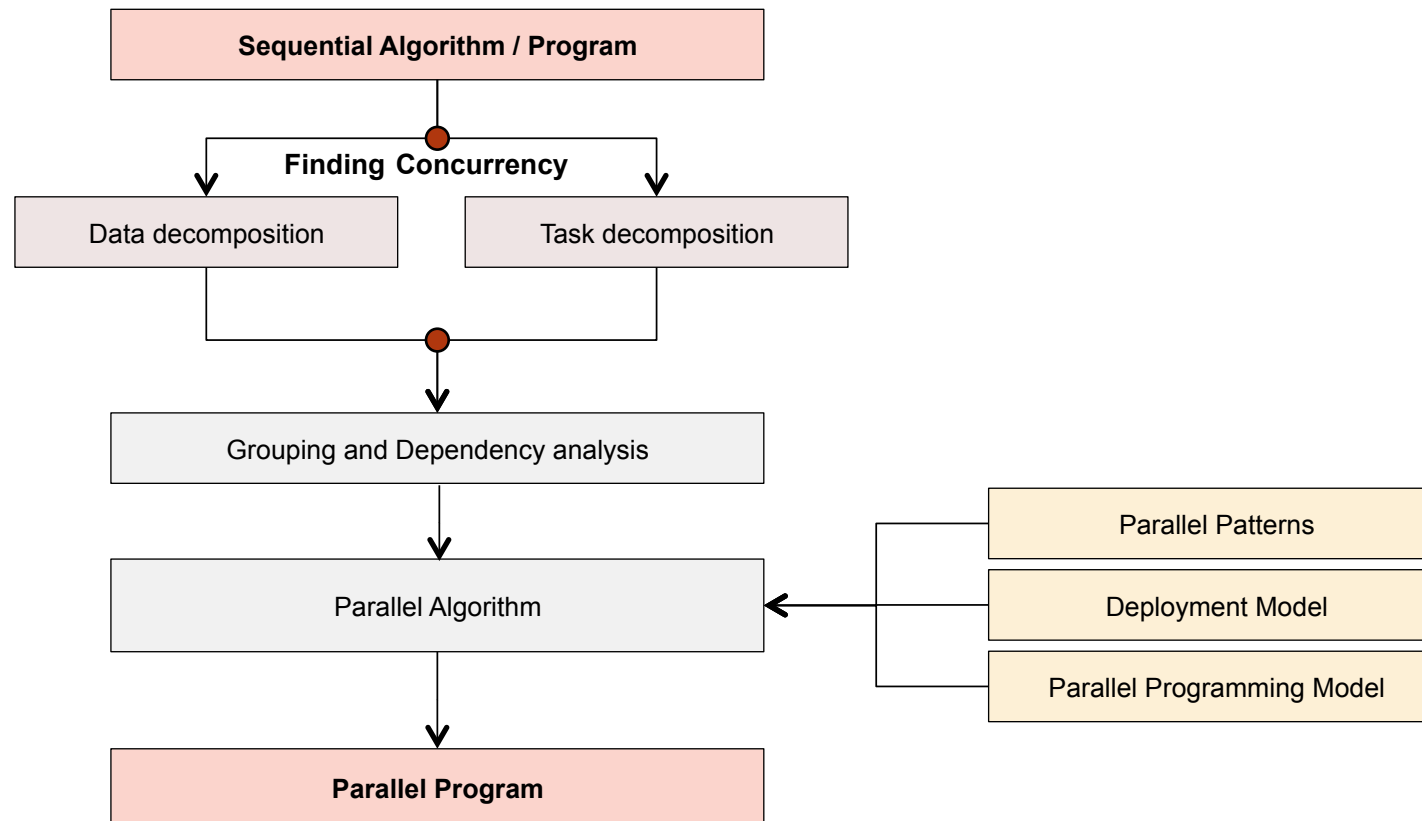 Sequential Algorithm / Program
Finding Concurrency
Data decomposition
Task decomposition
Grouping and Dependency analysis
Parallel Patterns
Parallel Algorithm
Deployment Model
Parallel Programming Model
Parallel Program